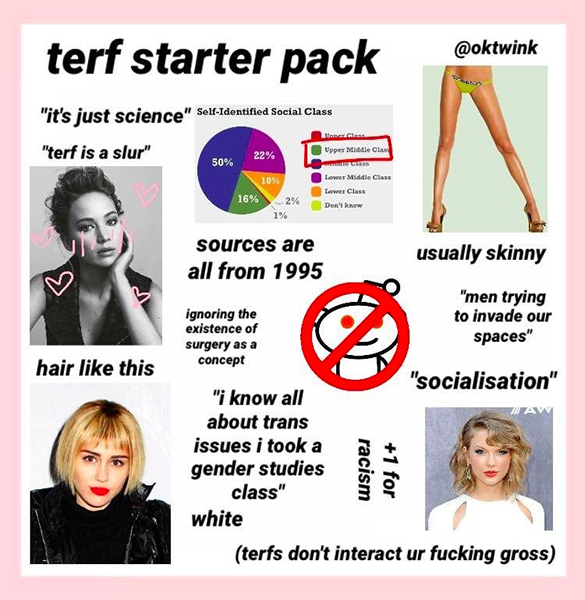 terf starter pack
@oktwink
"it's just science"
"terf is a slur"
Self-Identified Social Class
50%
22%
10%
16%
2%
1%
Upper Class
Upper Middle Class
Middle Class
Lower Middle Class
Lower Class
Don't know
sources are
all from 1995
usually skinny
ignoring the
existence of
surgery as a
concept
"men trying
to invade our
spaces"
hair like this
"socialisation"
"i know all
about trans
issues i took a
gender studies
class"
+1 for
racism
white
AW
(terfs don't interact ur fucking gross)